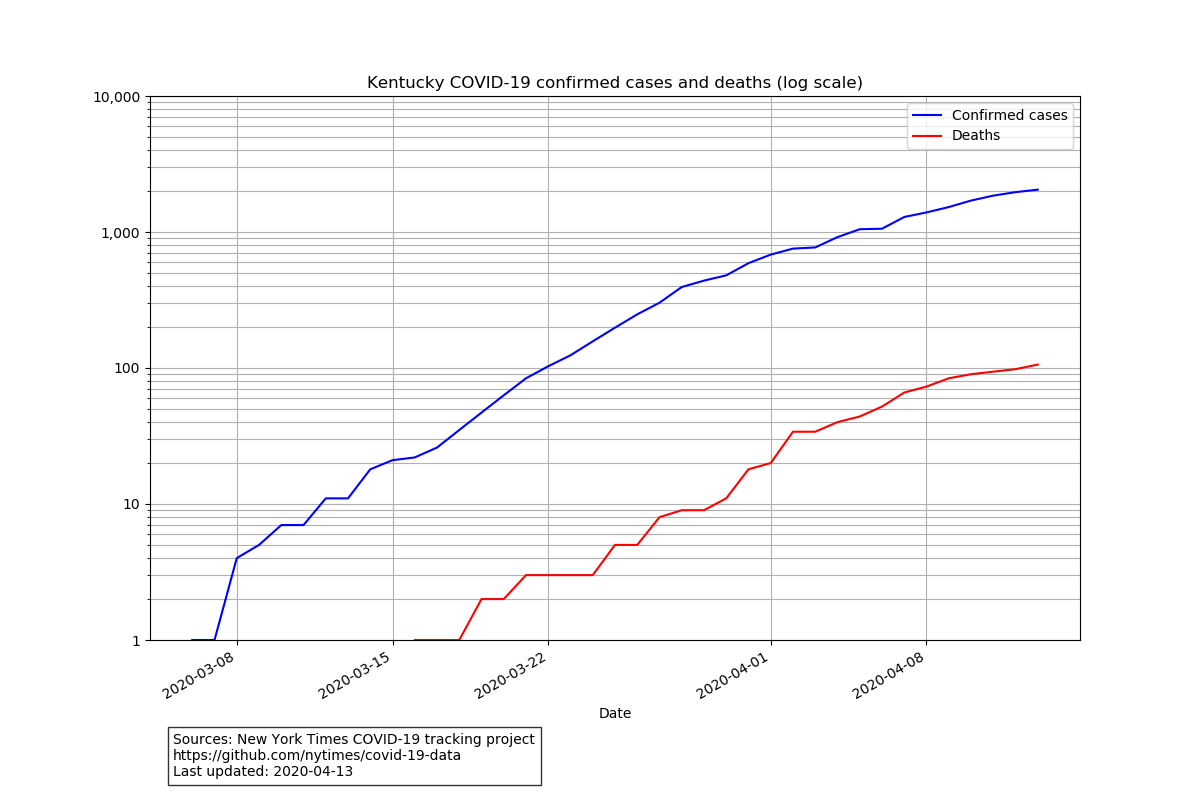 Kentucky COVID-19 confirmed cases and deaths (log scale)
10,000
1,000
100
10
1
Confirmed cases
Deaths
2020-03-08
2020-03-15
2020-03-22
2020-04-01
2020-04-08
Date
Sources: New York Times COVID-19 tracking project
https://github.com/nytimes/covid-19-data
Last updated: 2020-04-13